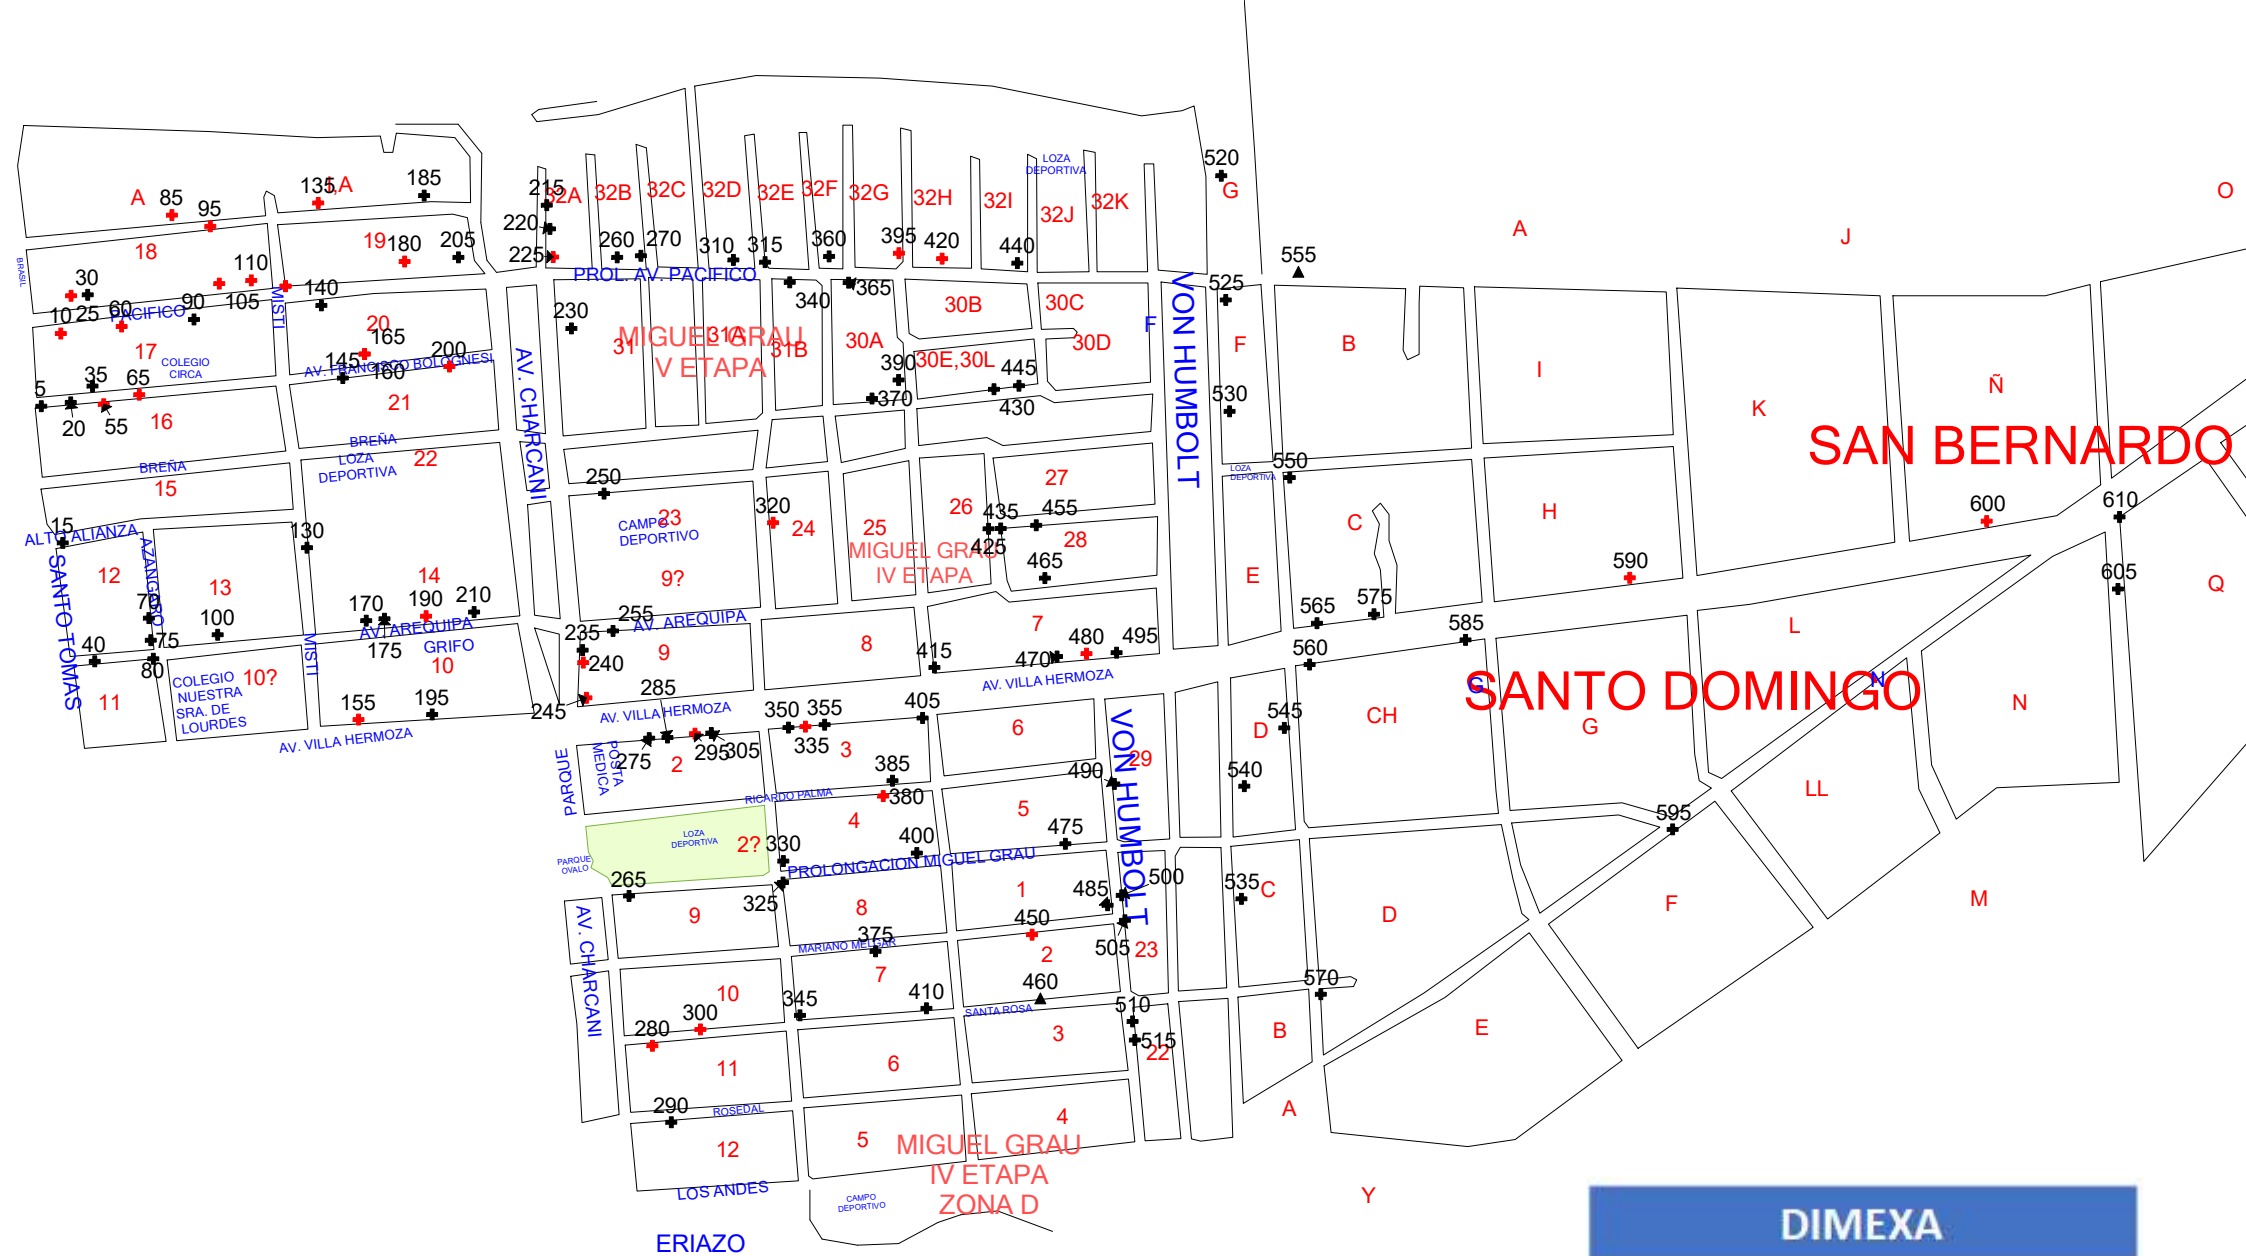 520
LOZA
DEPORTIVA
A
85
95
135
1,A
185
215
32A
32B
32C
32D
32E
32F
32G
32H
32I
32J
32K
G
O
220
225
260
270
310
315
360
395
420
440
555
A
J
18
19
180
205
BRASIL
PROL. AV. PACIFICO
30
110
10
25
60
PACIFICO
90
105
MISTI
140
340
365
525
VON HUMBOLT
F
20
165
230
MIGUEL GRAU
V ETAPA
31
31A
31B
30A
30B
30C
30D
30E,30L
F
B
I
17
COLEGIO
CIRCA
145
AV. FRANCISCO BOLOGNESI
200
160
AV. CHARCANI
5
35
65
390
445
370
430
530
K
Ñ
20
55
16
21
BREÑA
BREÑA
LOZA
DEPORTIVA
22
SAN BERNARDO
15
250
27
LOZA
DEPORTIVA
550
15
ALTO ALIANZA
130
CAMPO
DEPORTIVO
23
320
24
25
26
435
455
425
28
C
H
600
610
AZANGARO
SANTO TOMAS
12
13
14
9?
MIGUEL GRAU
IV ETAPA
465
E
590
605
Q
70
100
170
190
210
255
AV. AREQUIPA
AV. AREQUIPA
GRIFO
235
7
565
575
585
L
40
75
80
175
MISTI
10
240
9
8
415
470
480
495
560
11
COLEGIO
NUESTRA
SRA. DE
LOURDES
10?
155
195
245
285
AV. VILLA HERMOZA
AV. VILLA HERMOZA
AV. VILLA HERMOZA
350
355
405
SANTO DOMINGO
G
N
N
PARQUE
POSTA
MEDICA
275
2
295
305
335
3
6
VON HUMBOLT
29
D
545
CH
G
385
RICARDO PALMA
380
490
540
LL
LOZA
DEPORTIVA
2?
4
5
330
400
475
595
PARQUE
OVALO
PROLONGACION MIGUEL GRAU
265
325
9
8
1
485
500
535
C
D
F
M
AV. CHARCANI
MARIANO MELGAR
375
450
505
23
2
7
10
300
345
410
460
570
280
SANTA ROSA
510
515
22
3
B
E
11
6
290
ROSEDAL
A
4
12
5
MIGUEL GRAU
IV ETAPA
ZONA D
LOS ANDES
CAMPO
DEPORTIVO
Y
DIMEXA
ERIAZO